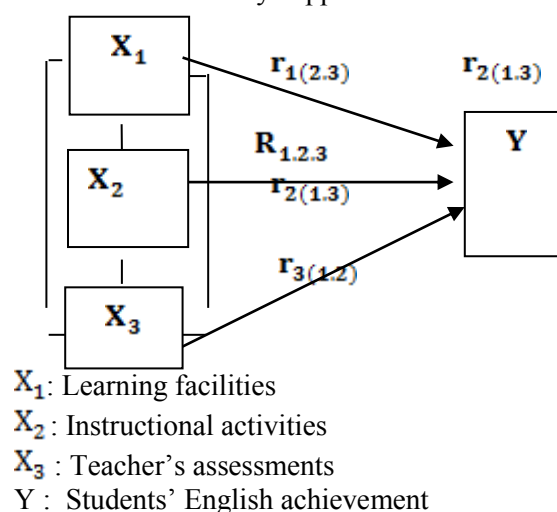 X₁
r₁₍₂.₃₎ r₂₍₁.₃₎
R₁.₂.₃
Y
X₂
r₂₍₁.₃₎
r₃₍₁.₂₎
X₃
X₁: Learning facilities
X₂ : Instructional activities
X₃ : Teacher's assessments
Y : Students' English achievement